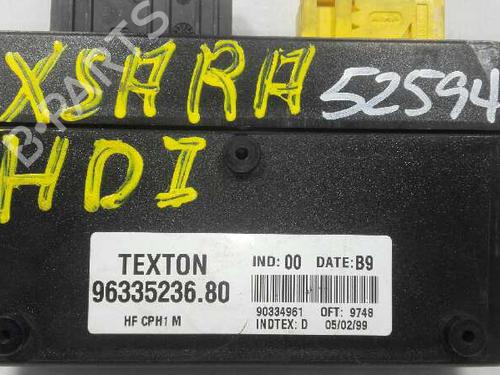 XSARA 52594
HDI
B-PARTS
TEXTON
96335236.80
HF CPH1 M
IND: 00 DATE: B9
90334961 OFT: 9748
INDTEX: D 05/02/99